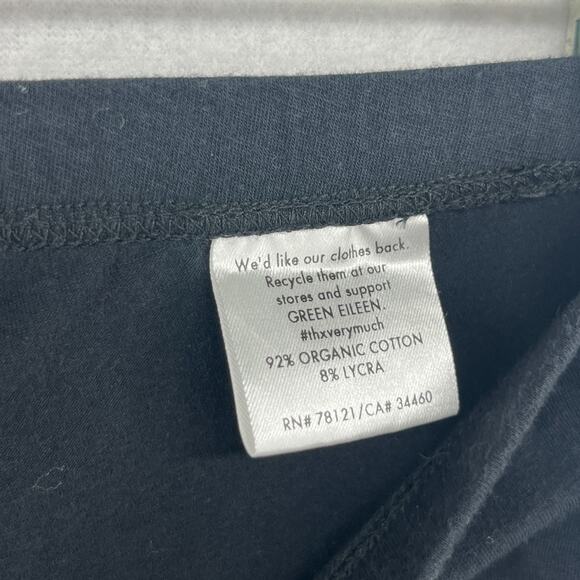 We'd like our clothes back.
Recycle them at our
stores and support
GREEN EILEEN.
#thxverymuch
92% ORGANIC COTTON
8% LYCRA
RN# 78121/CA# 34460